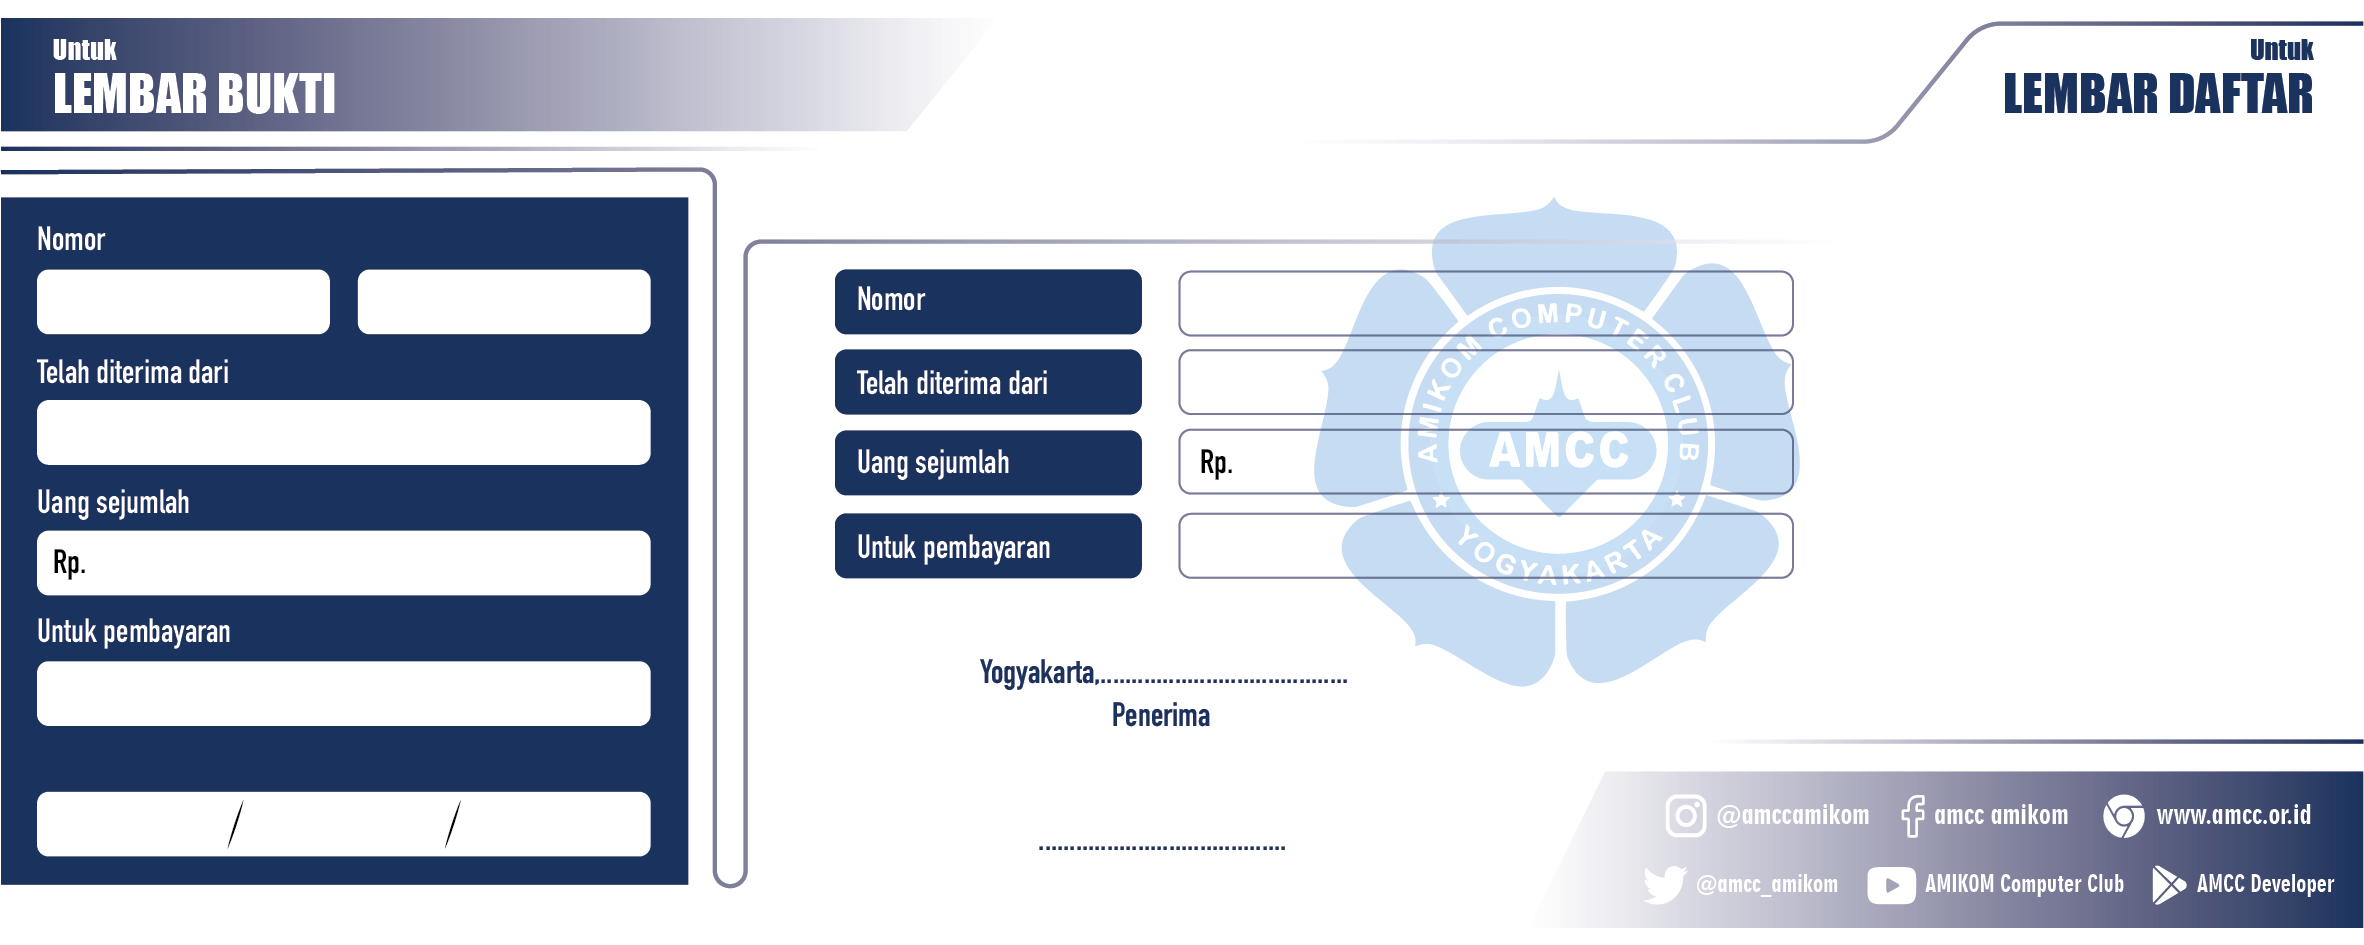 Untuk
LEMBAR BUKTI
Untuk
LEMBAR DAFTAR
Nomor
Telah diterima dari
Uang sejumlah
Rp.
Untuk pembayaran
/ /
Nomor
Telah diterima dari
Uang sejumlah
Rp.
Untuk pembayaran
AMIKOM COMPUTER CLUB
AMCC
YOGYAKARTA
Yogyakarta,........................................
Penerima
........................................
@amccamikom
amcc amikom
www.amcc.or.id
@amcc_amikom
AMIKOM Computer Club
AMCC Developer